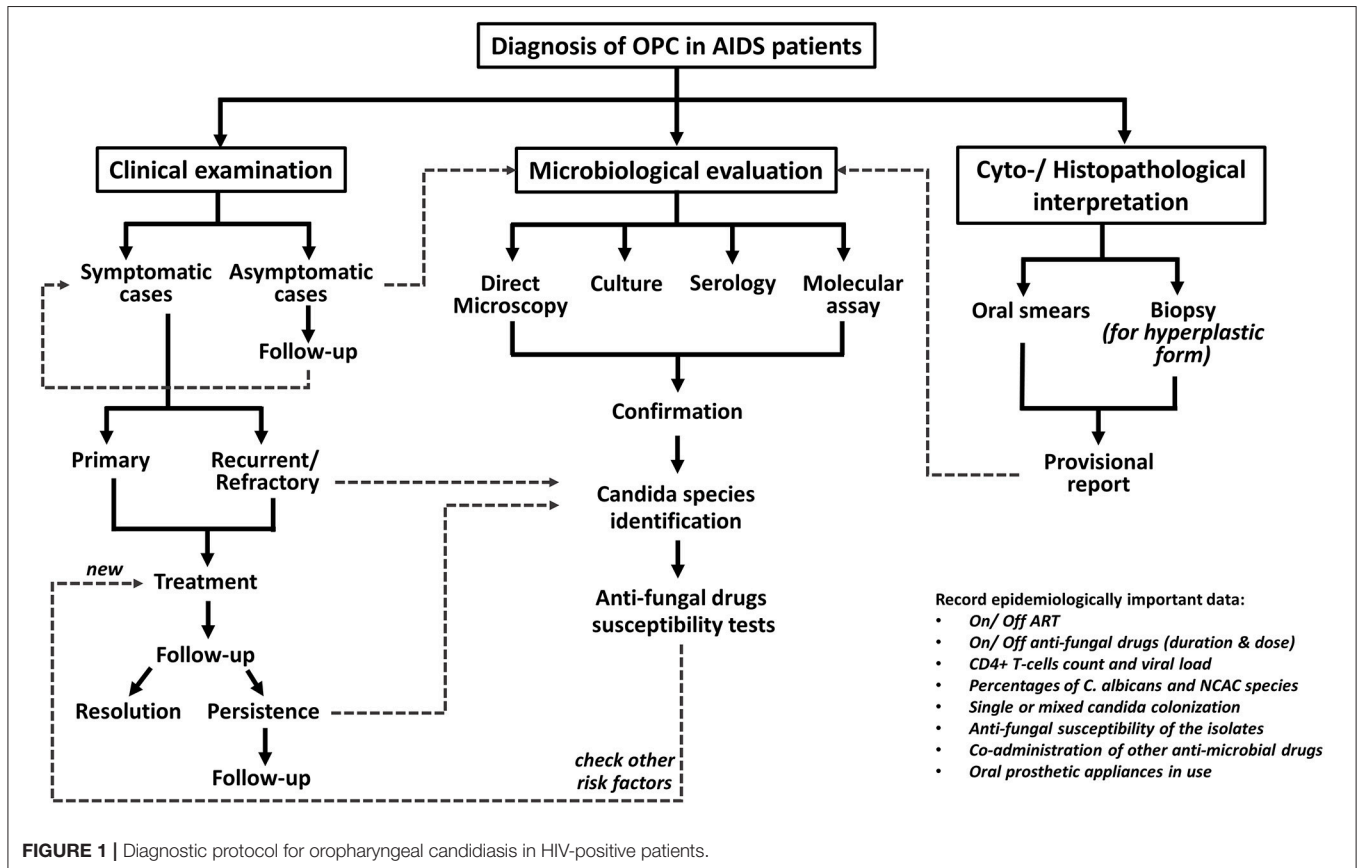 Diagnosis of OPC in AIDS patients
Clinical examination
Microbiological evaluation
Cyto-/ Histopathological
interpretation
Symptomatic
cases
Asymptomatic
cases
Follow-up
Direct
Microscopy
Culture
Serology
Molecular
assay
Oral smears
Biopsy
(for hyperplastic
form)
Primary
Recurrent/
Refractory
Confirmation
Provisional
report
Candida species
identification
new
Treatment
Anti-fungal drugs
susceptibility tests
Follow-up
Resolution
Persistence
Follow-up
check other
risk factors
Record epidemiologically important data:
• On/ Off ART
• On/ Off anti-fungal drugs (duration & dose)
• CD4+ T-cells count and viral load
• Percentages of C. albicans and NCAC species
• Single or mixed candida colonization
• Anti-fungal susceptibility of the isolates
• Co-administration of other anti-microbial drugs
• Oral prosthetic appliances in use
FIGURE 1 | Diagnostic protocol for oropharyngeal candidiasis in HIV-positive patients.